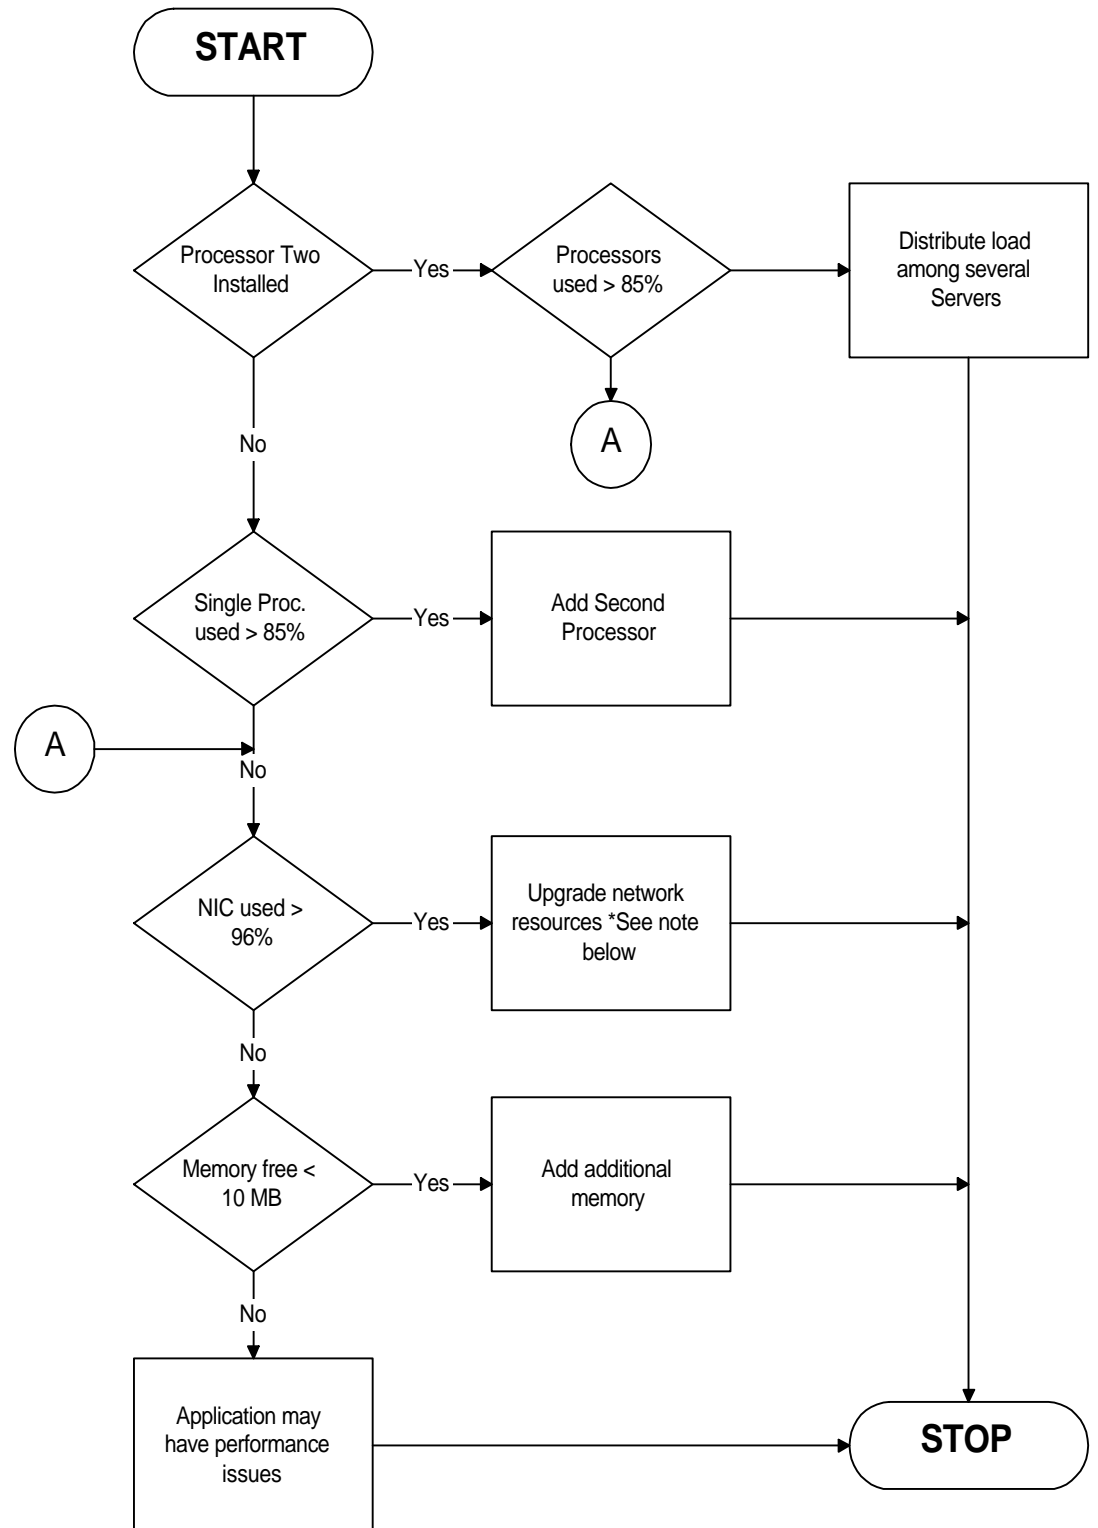 START
Processor Two
Installed
Yes
Processors
used > 85%
Distribute load
among several
Servers
A
No
Single Proc.
used > 85%
Yes
Add Second
Processor
A
No
NIC used >
96%
Yes
Upgrade network
resources *See note
below
No
Memory free <
10 MB
Yes
Add additional
memory
No
Application may
have performance
issues
STOP